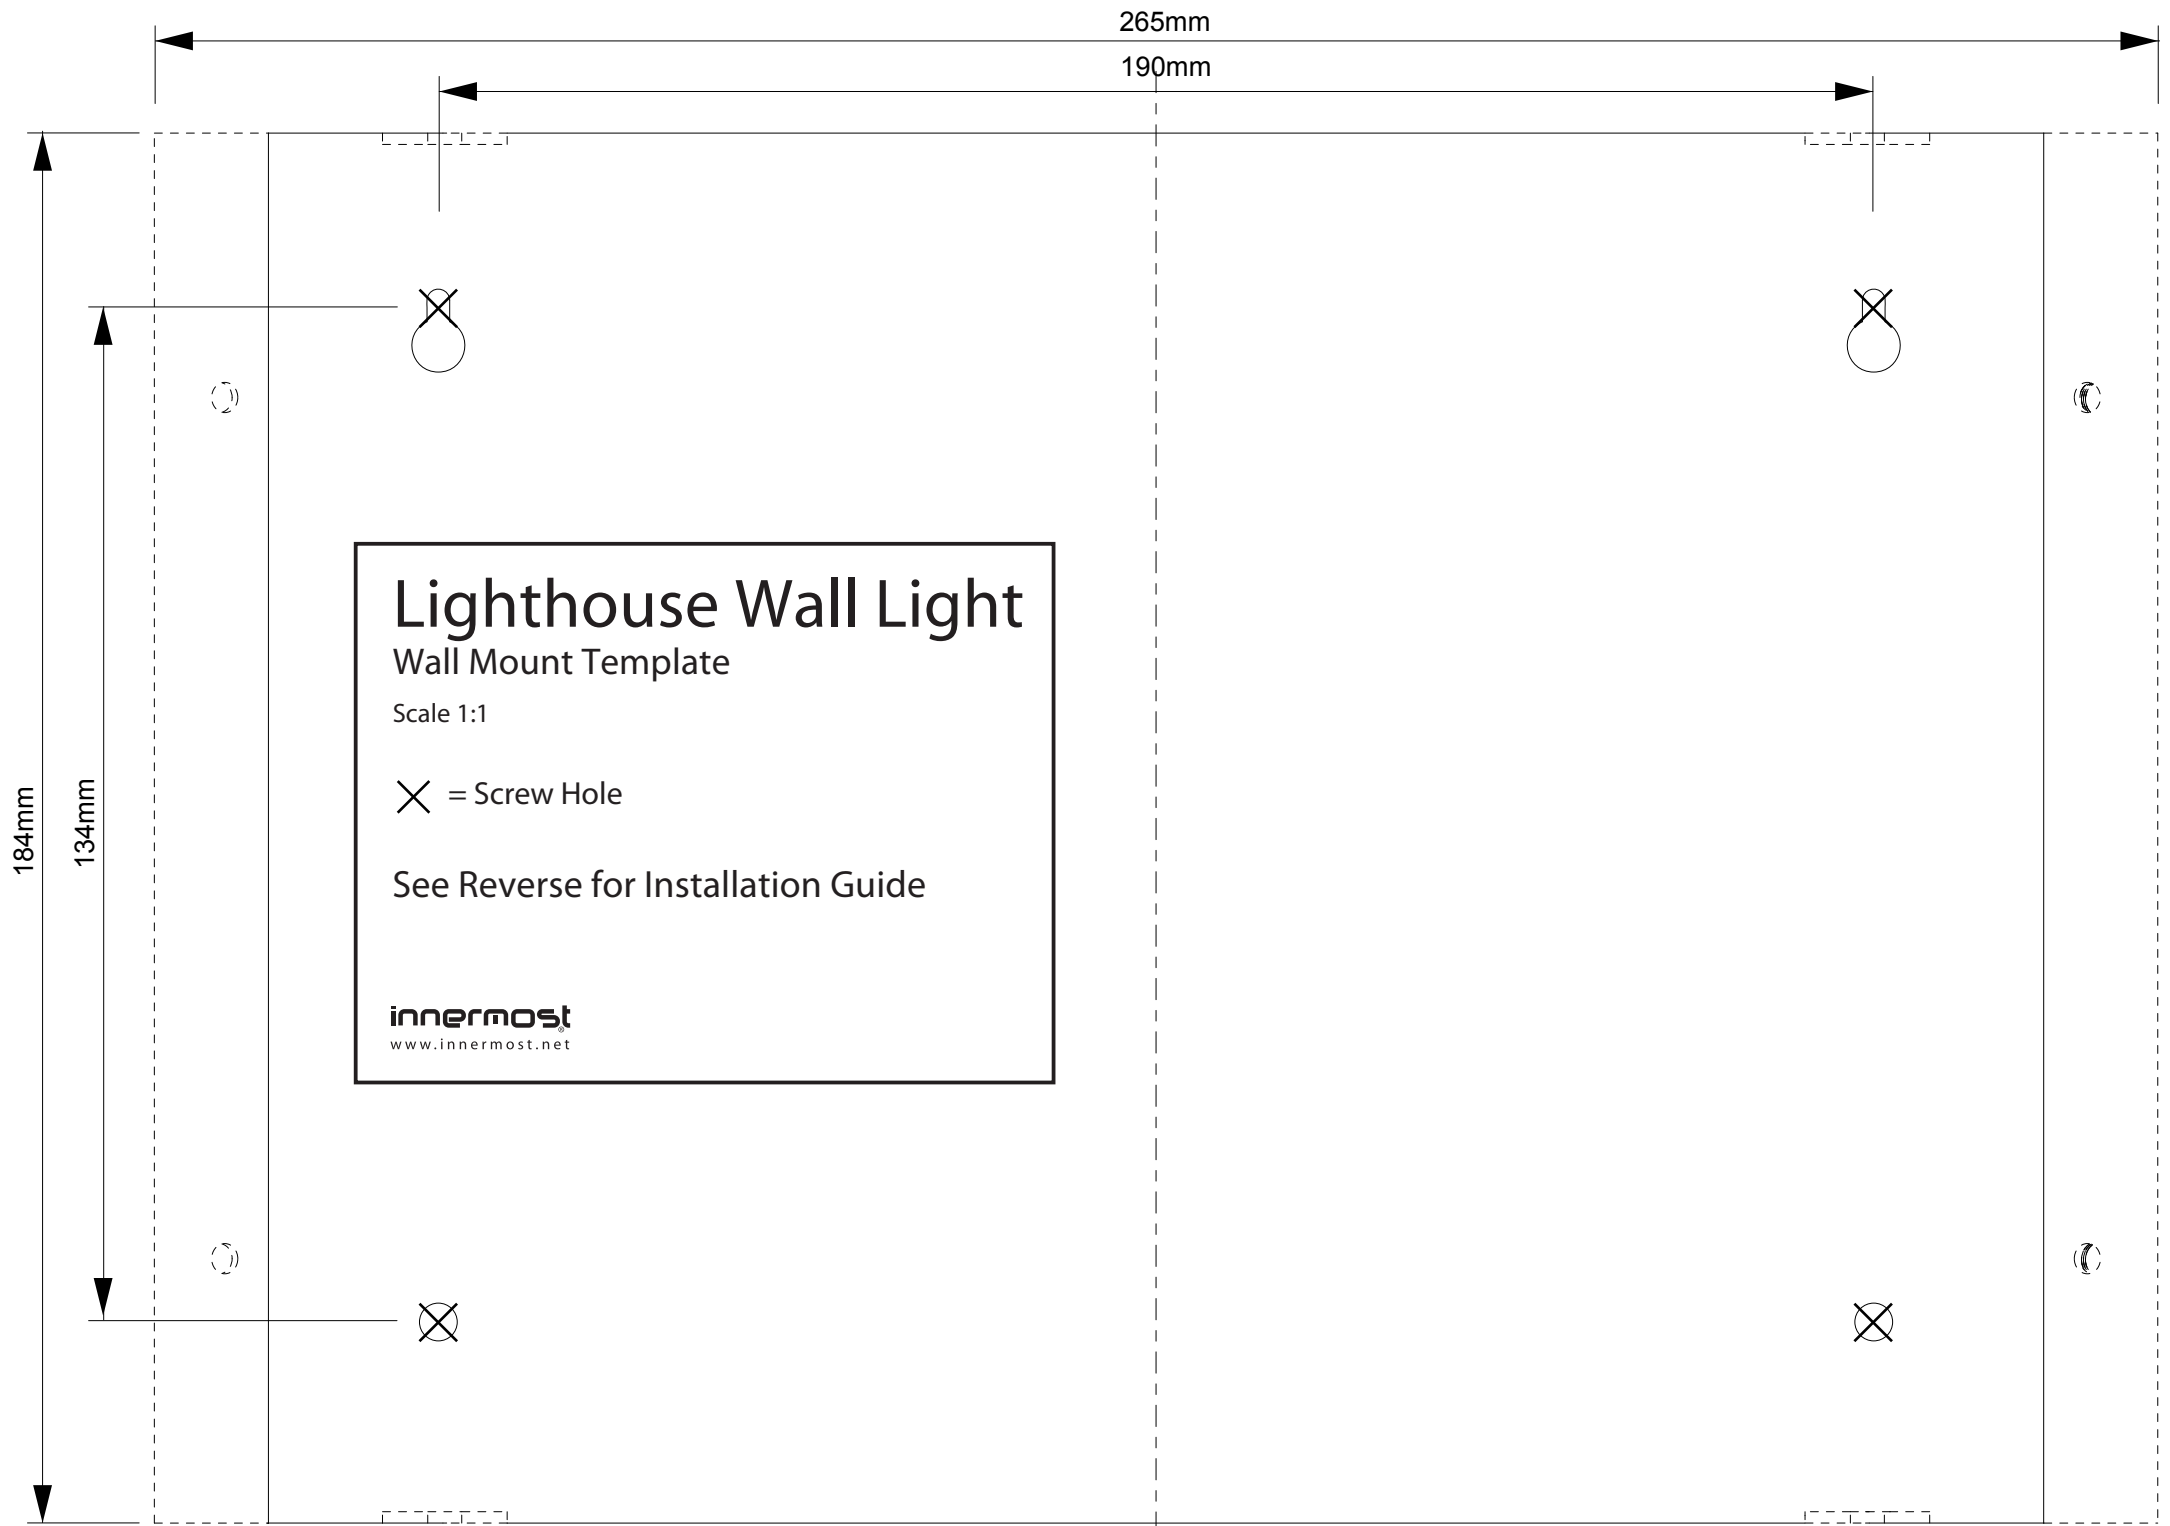 265mm
190mm
184mm
134mm
Lighthouse Wall Light
Wall Mount Template
Scale 1:1
= Screw Hole
See Reverse for Installation Guide
innermost®
www.innermost.net